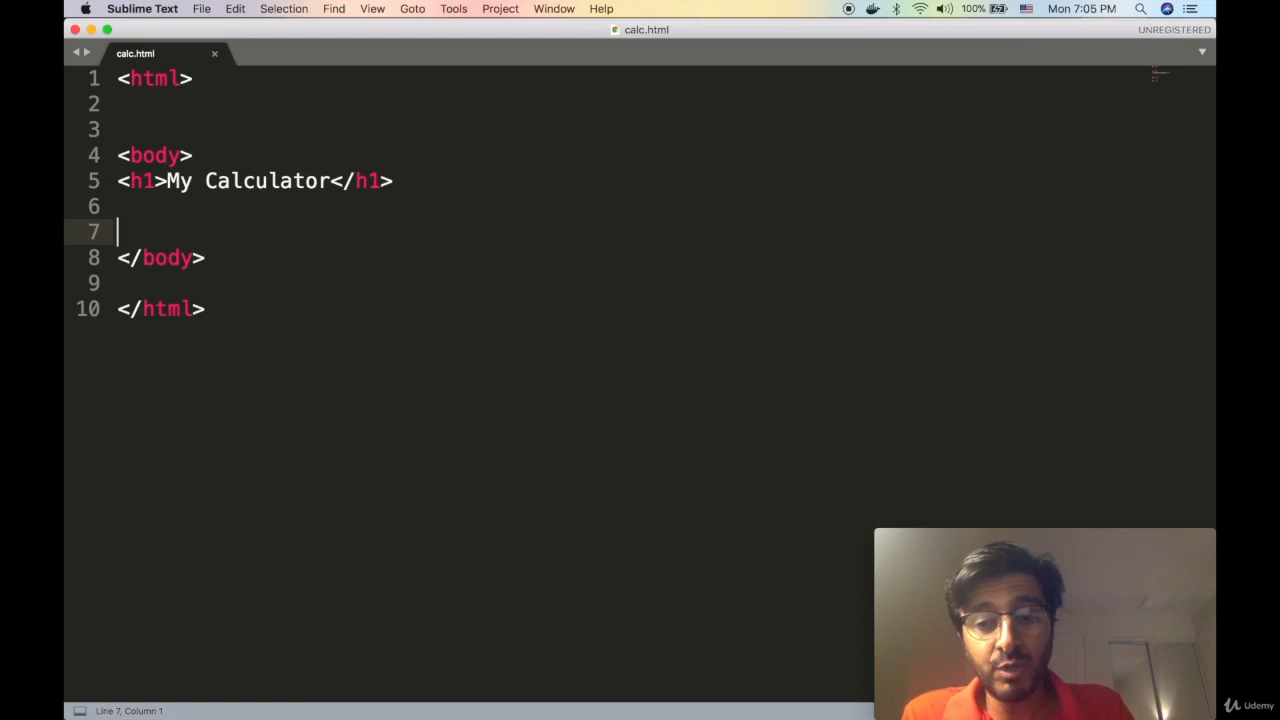 Sublime Text File Edit Selection Find View Goto Tools Project Window Help 100% Mon 7:05 PM
calc.html UNREGISTERED
calc.html
1 <html>
2
3
4 <body>
5 <h1>My Calculator</h1>
6
7
8 </body>
9
10 </html>
Line 7, Column 1
Udemy